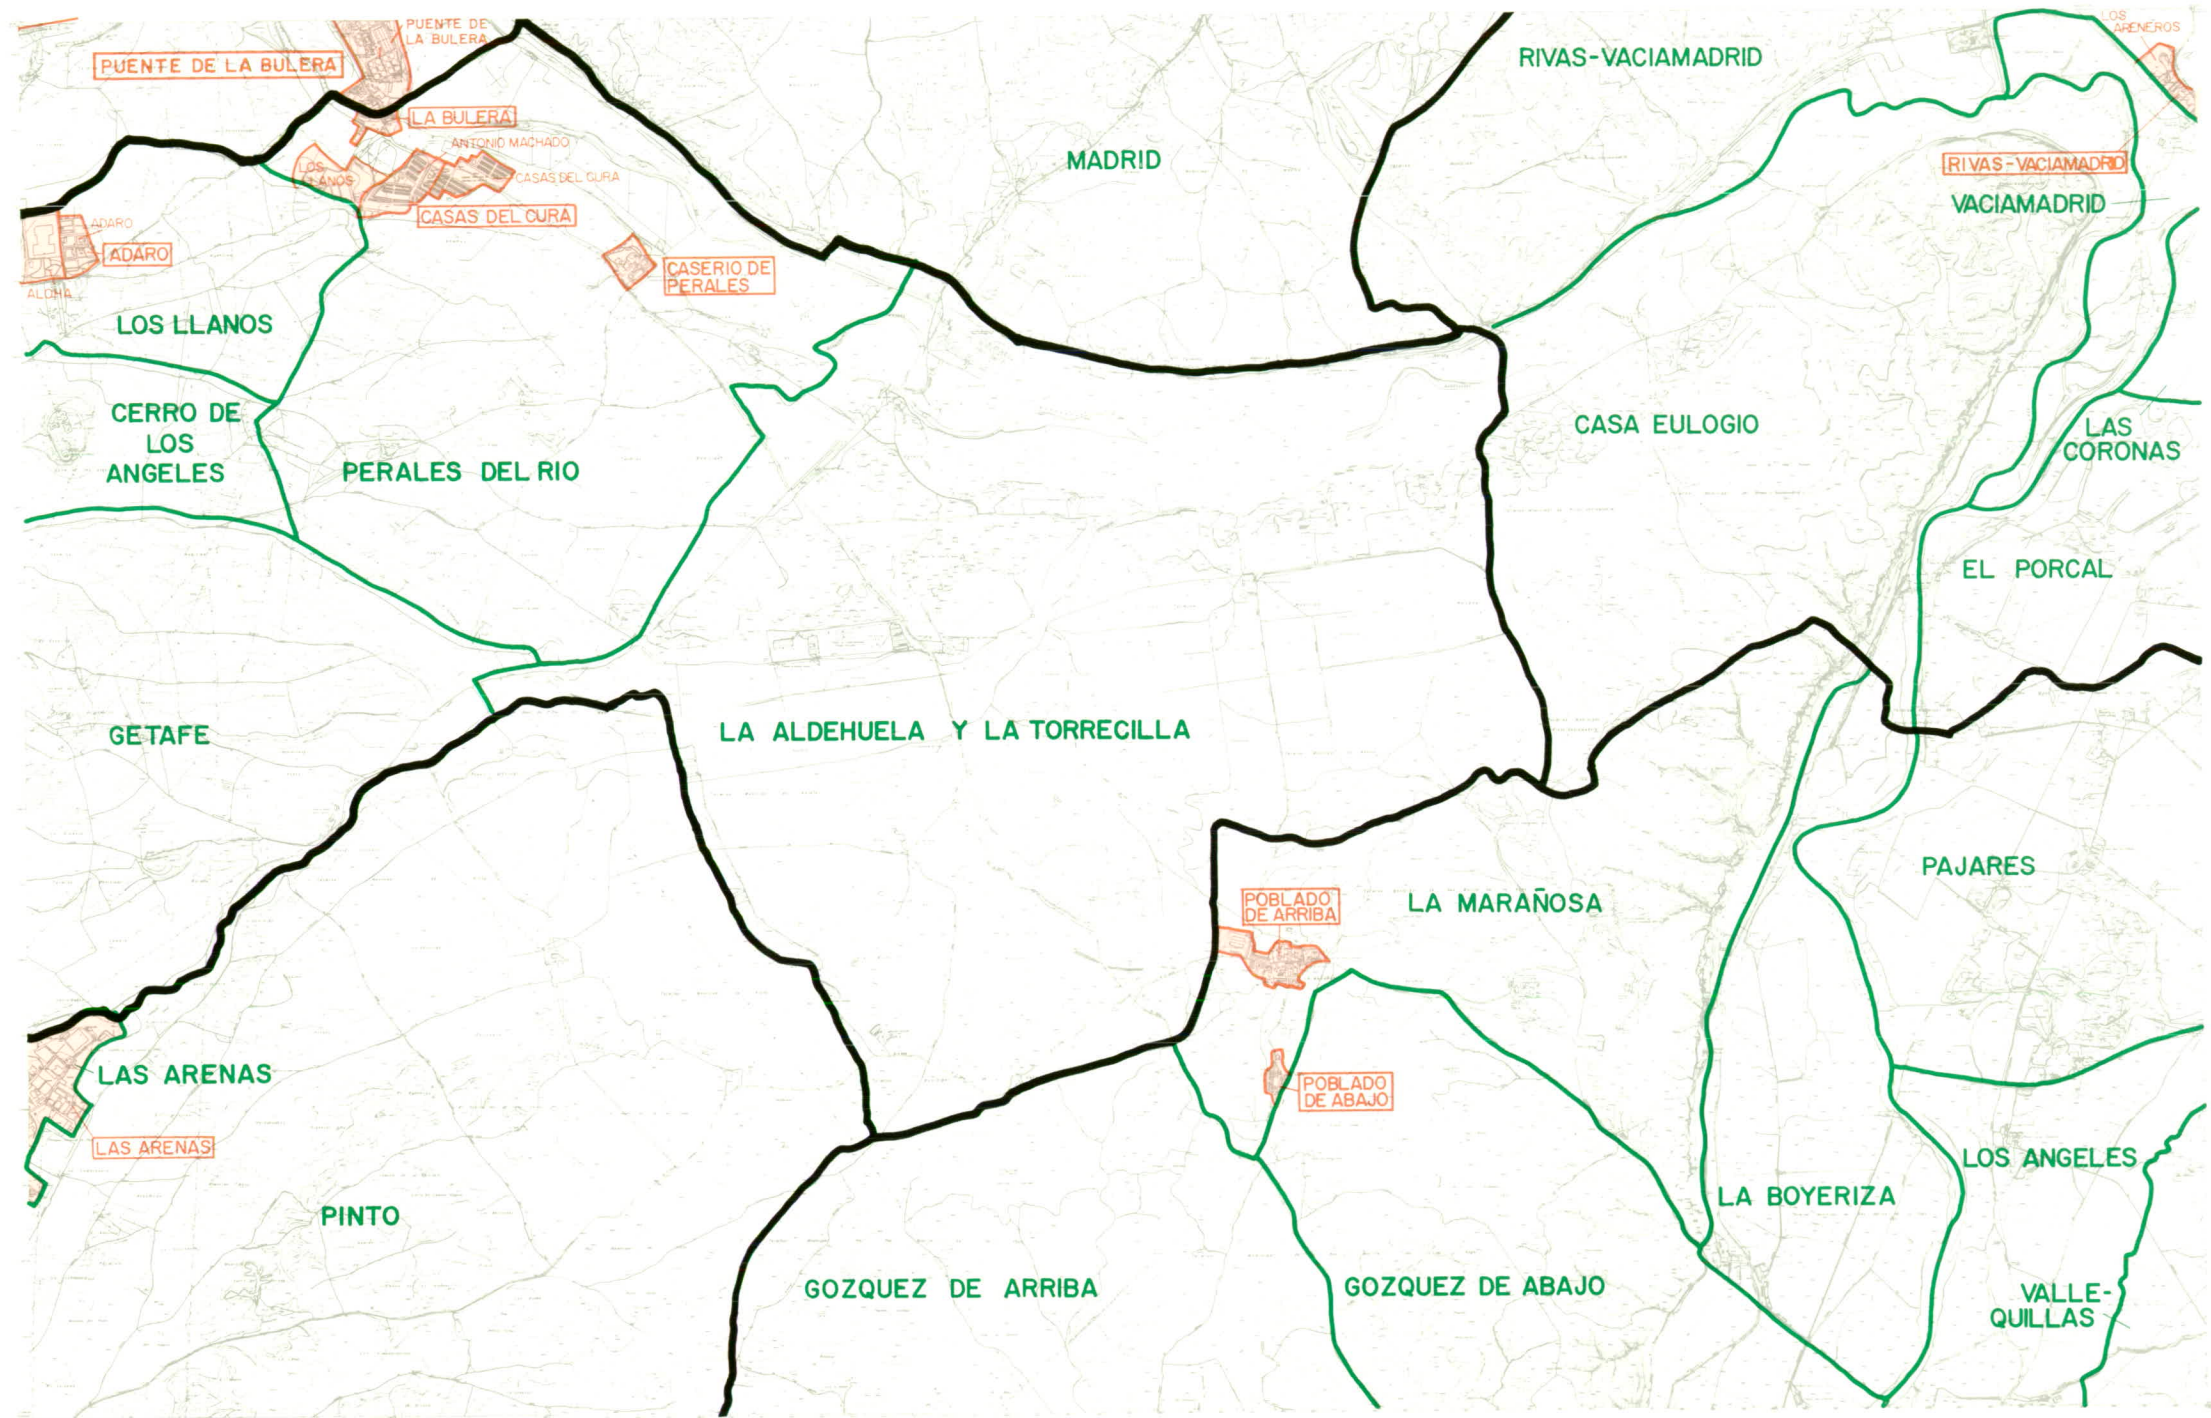 PUENTE DE
LA BULERA
PUENTE DE LA BULERA
LA BULERA
ANTONIO MACHADO
LOS
LLANOS
CASAS DEL CURA
CASAS DEL CURA
ADARO
ADARO
ALDHA
CASERIO DE
PERALES
MADRID
RIVAS-VACIAMADRID
LOS
ARENEROS
RIVAS-VACIAMADRID
VACIAMADRID
LOS LLANOS
CERRO DE
LOS
ANGELES
PERALES DEL RIO
CASA EULOGIO
LAS
CORONAS
EL PORCAL
GETAFE
LA ALDEHUELA Y LA TORRECILLA
PAJARES
POBLADO
DE ARRIBA
LA MARAÑOSA
LAS ARENAS
LAS ARENAS
POBLADO
DE ABAJO
LOS ANGELES
LA BOYERIZA
PINTO
GOZQUEZ DE ARRIBA
GOZQUEZ DE ABAJO
VALLE-
QUILLAS